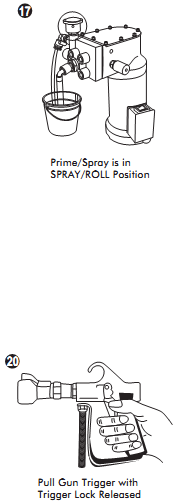 17
Prime/Spray is in
SPRAY/ROLL Position
20
Pull Gun Trigger with
Trigger Lock Released